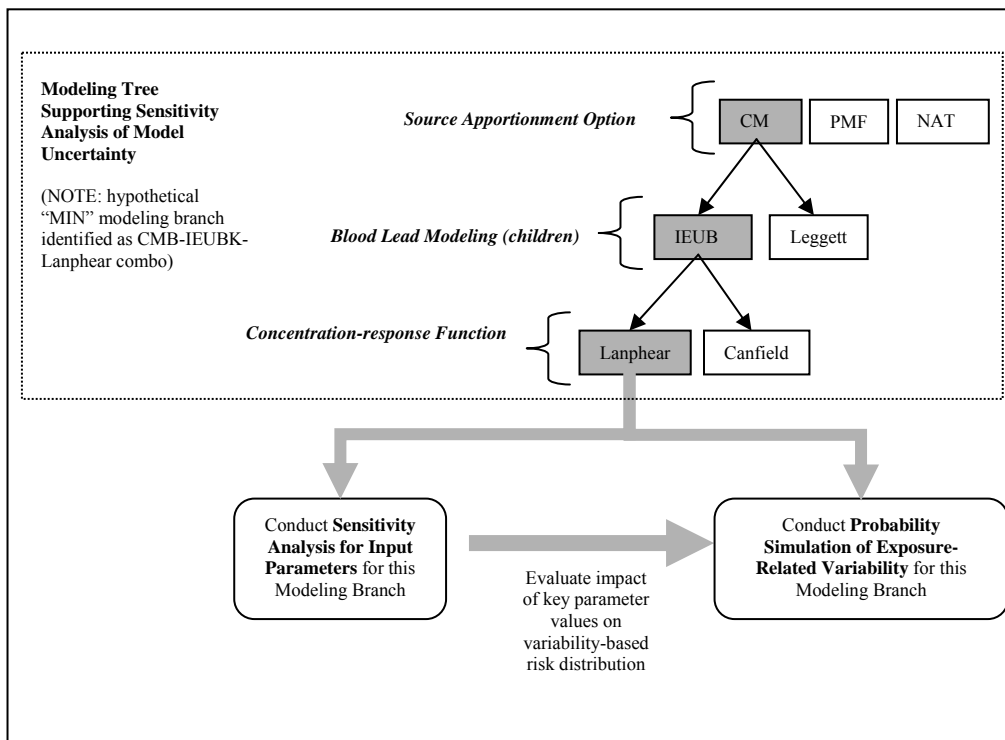 Modeling Tree
Supporting Sensitivity
Analysis of Model
Uncertainty
(NOTE: hypothetical
“MIN” modeling branch
identified as CMB-IEUBK-
Lanphear combo)
Source Apportionment Option
CM
PMF
NAT
Blood Lead Modeling (children)
IEUB
Leggett
Concentration-response Function
Lanphear
Canfield
Conduct Sensitivity
Analysis for Input
Parameters for this
Modeling Branch
Evaluate impact
of key parameter
values on
variability-based
risk distribution
Conduct Probability
Simulation of Exposure-
Related Variability for this
Modeling Branch